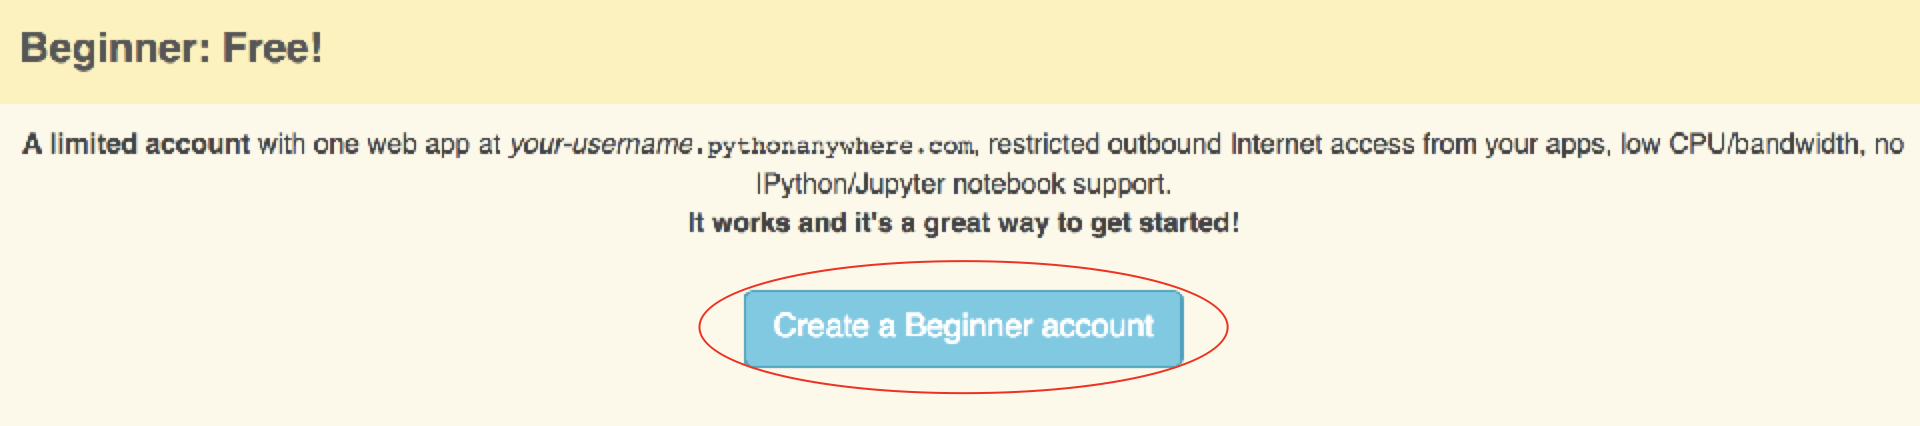 Beginner: Free!
A limited account with one web app at your-username.pythonanywhere.com, restricted outbound Internet access from your apps, low CPU/bandwidth, no
IPython/Jupyter notebook support.
It works and it's a great way to get started!
Create a Beginner account